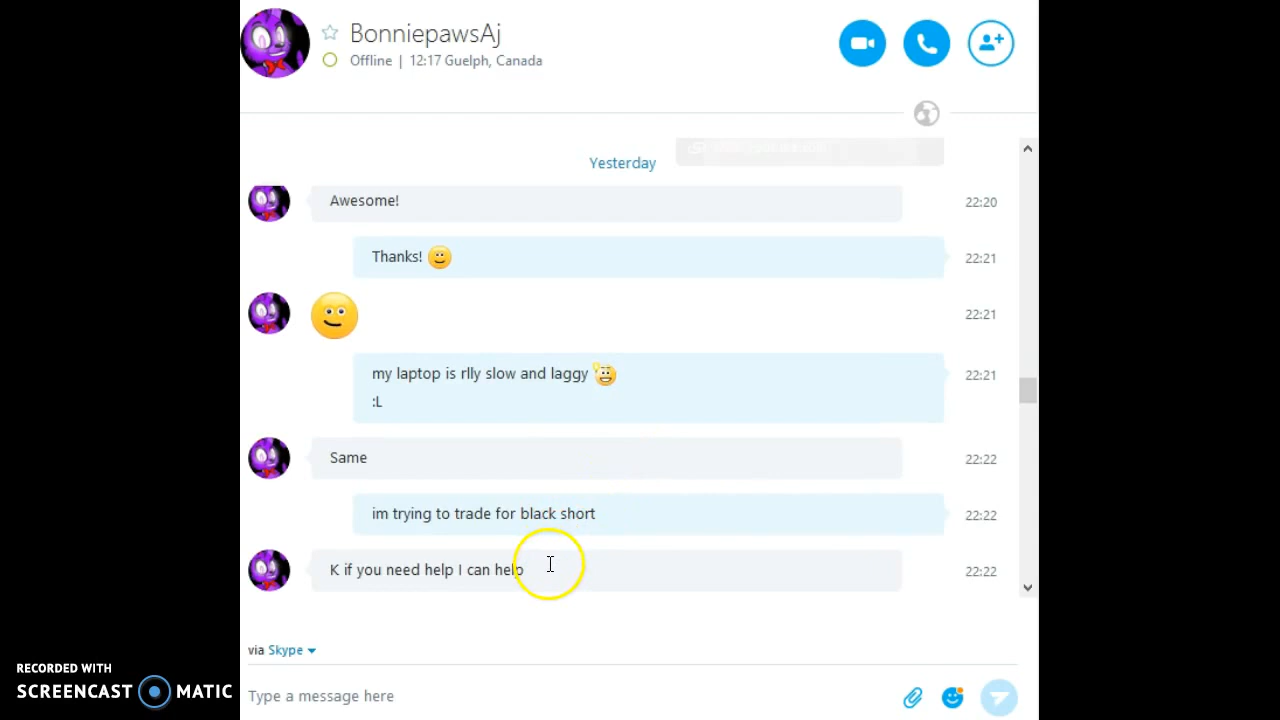 BonniepawsAj
Offline | 12:17 Guelph, Canada
Yesterday
Awesome!
22:20
Thanks!
22:21
22:21
my laptop is rlly slow and laggy
:L
22:21
Same
22:22
im trying to trade for black short
22:22
K if you need help I can help
22:22
via Skype
Type a message here
RECORDED WITH
SCREENCAST MATIC